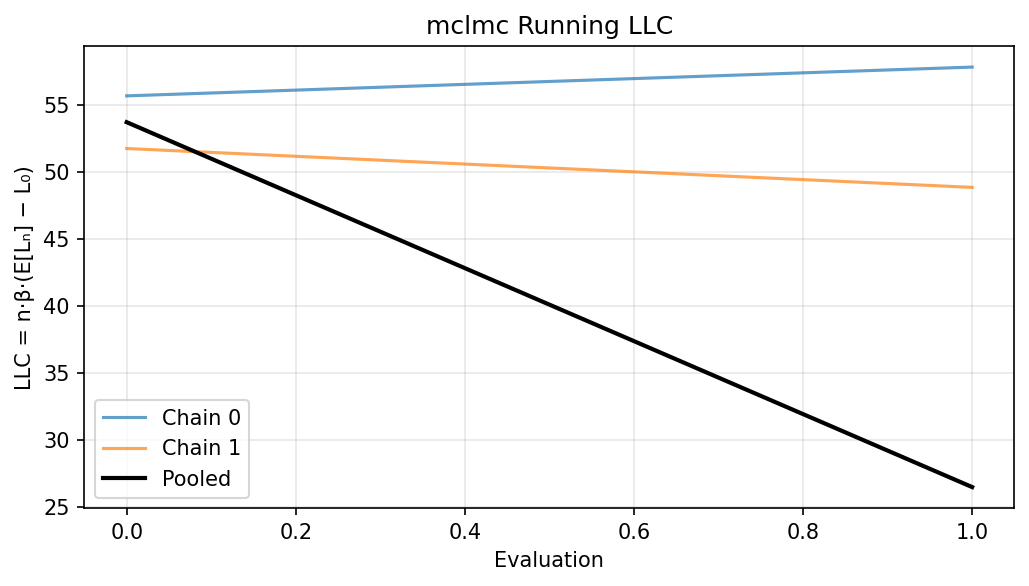 mclmc Running LLC
LLC = n·β·(E[Lₙ] − L₀)
55
50
45
40
35
30
25
Chain 0
Chain 1
Pooled
0.0 0.2 0.4 0.6 0.8 1.0
Evaluation